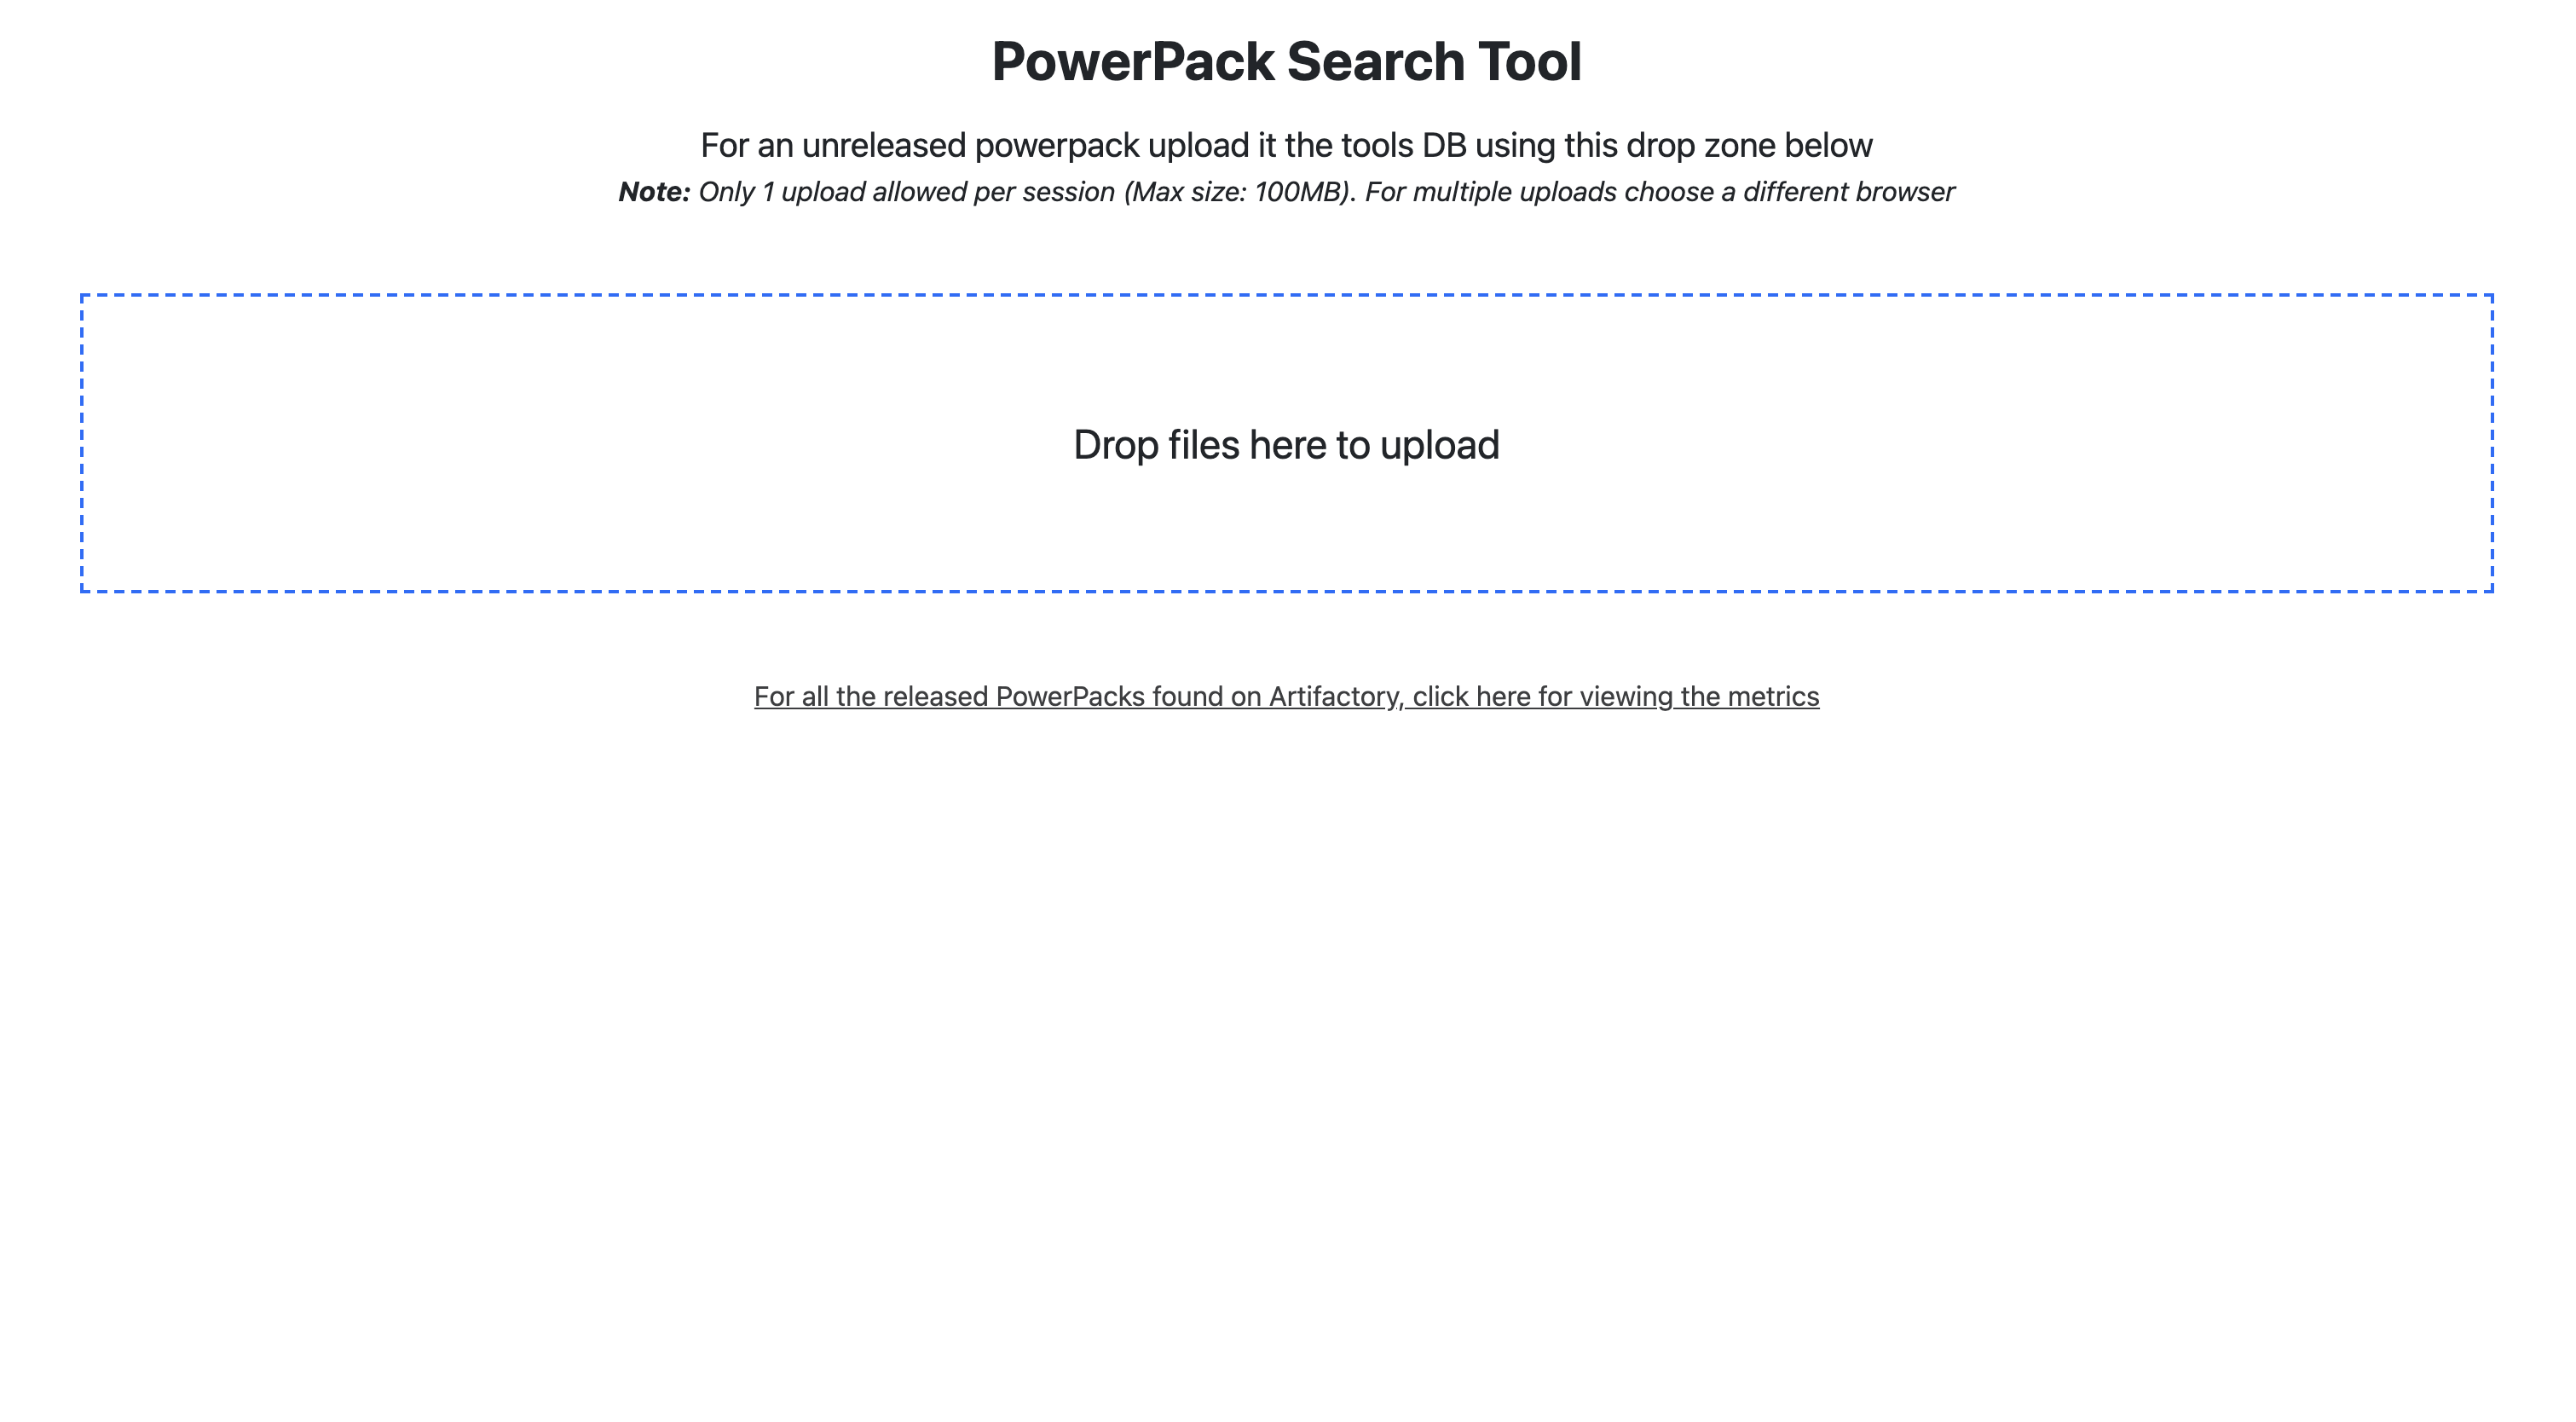 PowerPack Search Tool
For an unreleased powerpack upload it the tools DB using this drop zone below
Note: Only 1 upload allowed per session (Max size: 100MB). For multiple uploads choose a different browser
Drop files here to upload
For all the released PowerPacks found on Artifactory, click here for viewing the metrics